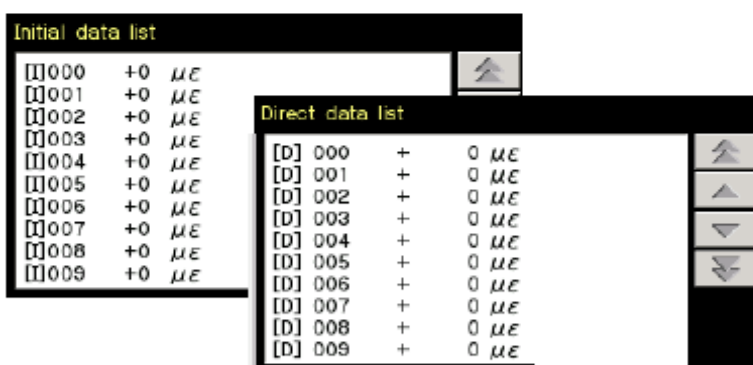 Initial data list
[I]000 +0 με
[I]001 +0 με
[I]002 +0 με
[I]003 +0 με
[I]004 +0 με
[I]005 +0 με
[I]006 +0 με
[I]007 +0 με
[I]008 +0 με
[I]009 +0 με
Direct data list
[D] 000 + 0 με
[D] 001 + 0 με
[D] 002 + 0 με
[D] 003 + 0 με
[D] 004 + 0 με
[D] 005 + 0 με
[D] 006 + 0 με
[D] 007 + 0 με
[D] 008 + 0 με
[D] 009 + 0 με